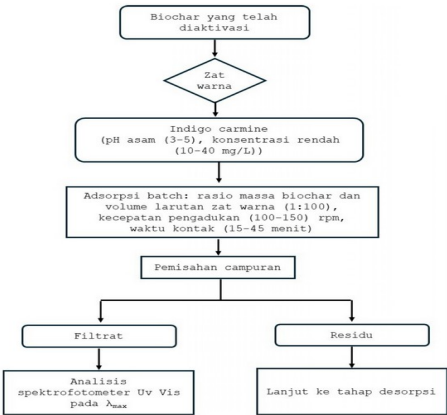 Biochar yang telah
diaktivasi
Zat
warna
Indigo carmine
(pH asam (3-5), konsentrasi rendah
(10-40 mg/L))
Adsorpsi batch: rasio massa biochar dan
volume larutan zat warna (1:100),
kecepatan pengadukan (100-150) rpm,
waktu kontak (15-45 menit)
Pemisahan campuran
Filtrat
Residu
Analisis
spektrofotometer Uv Vis
pada λmax
Lanjut ke tahap desorpsi